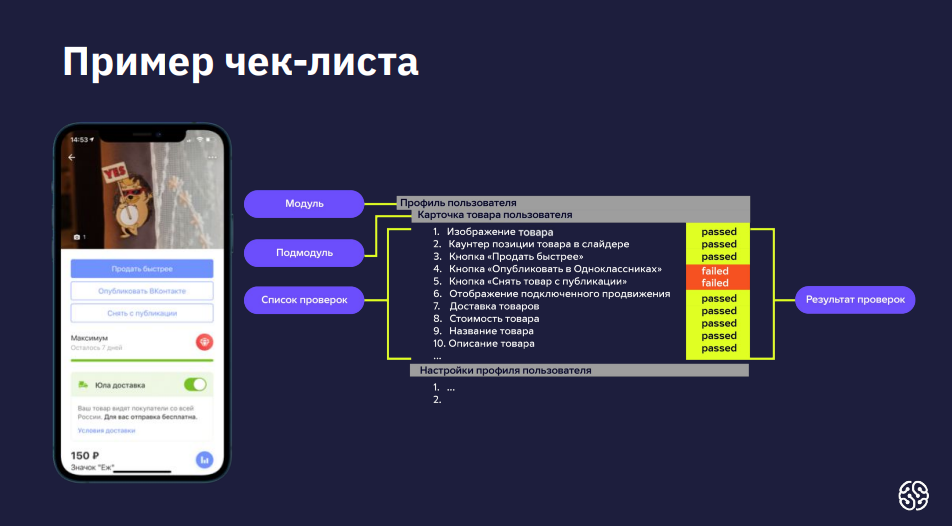 Пример чек-листа
14:53
YES
1
Продать быстрее
Опубликовать ВКонтакте
Снять с публикации
Максимум
Осталось 7 дней
Юла доставка
Ваш товар видят покупатели со всей
России. Для вас отправка бесплатна.
Условия доставки
150 ₽
Значок "Еж"
Модуль
Подмодуль
Список проверок
Профиль пользователя
Карточка товара пользователя
1. Изображение товара passed
2. Каунтер позиции товара в слайдере passed
3. Кнопка «Продать быстрее» passed
4. Кнопка «Опубликовать в Одноклассниках» failed
5. Кнопка «Снять товар с публикации» failed
6. Отображение подключенного продвижения passed
7. Доставка товаров passed
8. Стоимость товара passed
9. Название товара passed
10. Описание товара passed
...
Настройки профиля пользователя
1. ...
2.
Результат проверок